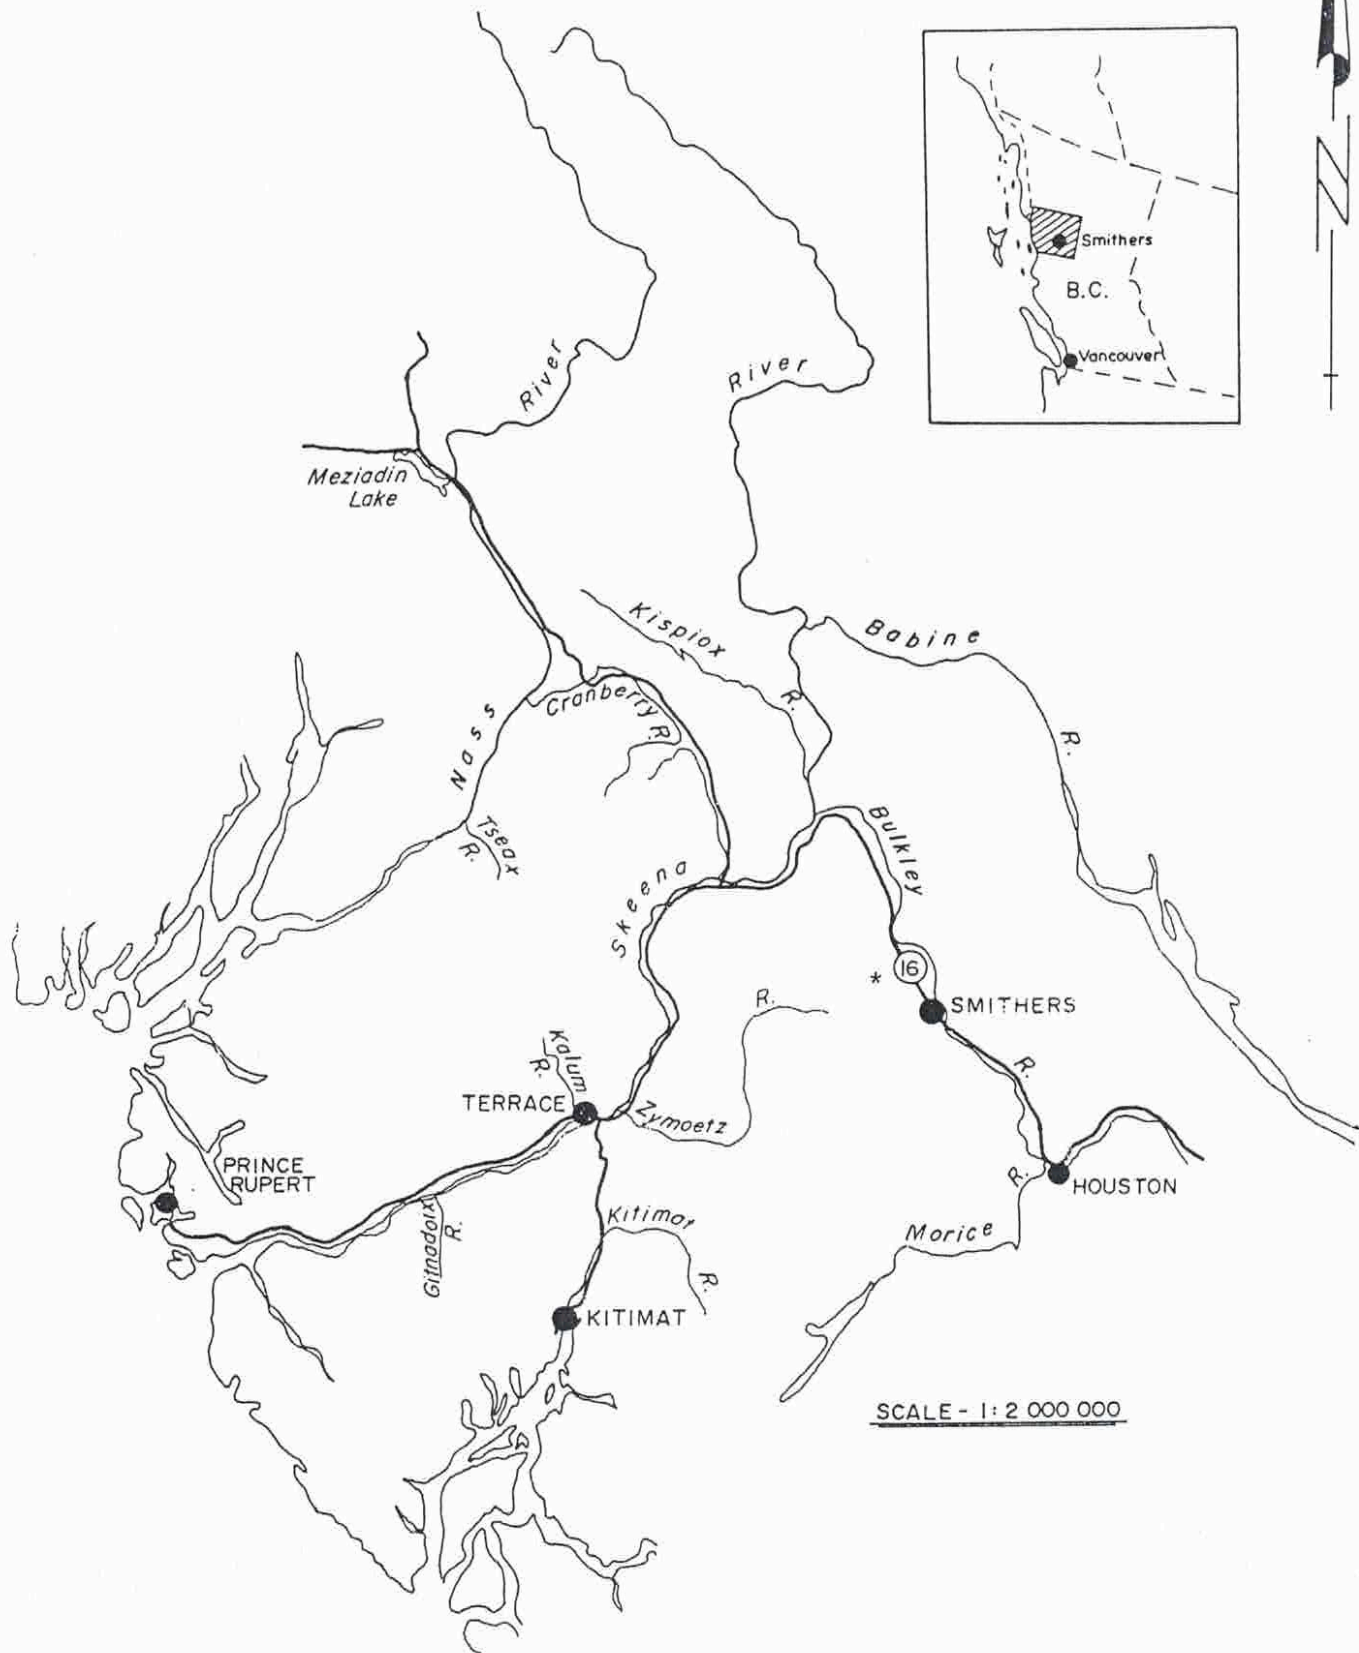 N
Smithers
B.C.
Vancouver
River
River
Meziadin
Lake
Kispiox
R.
Babine
R.
Cranberry
R.
Nass
Tseax
R.
Bulkley
Skeena
16
*
SMITHERS
R.
Kalum
R.
R.
TERRACE
Zymoetz
PRINCE
RUPERT
HOUSTON
R.
Gitnadoix
R.
Kitimat
R.
Morice
KITIMAT
SCALE - 1: 2 000 000